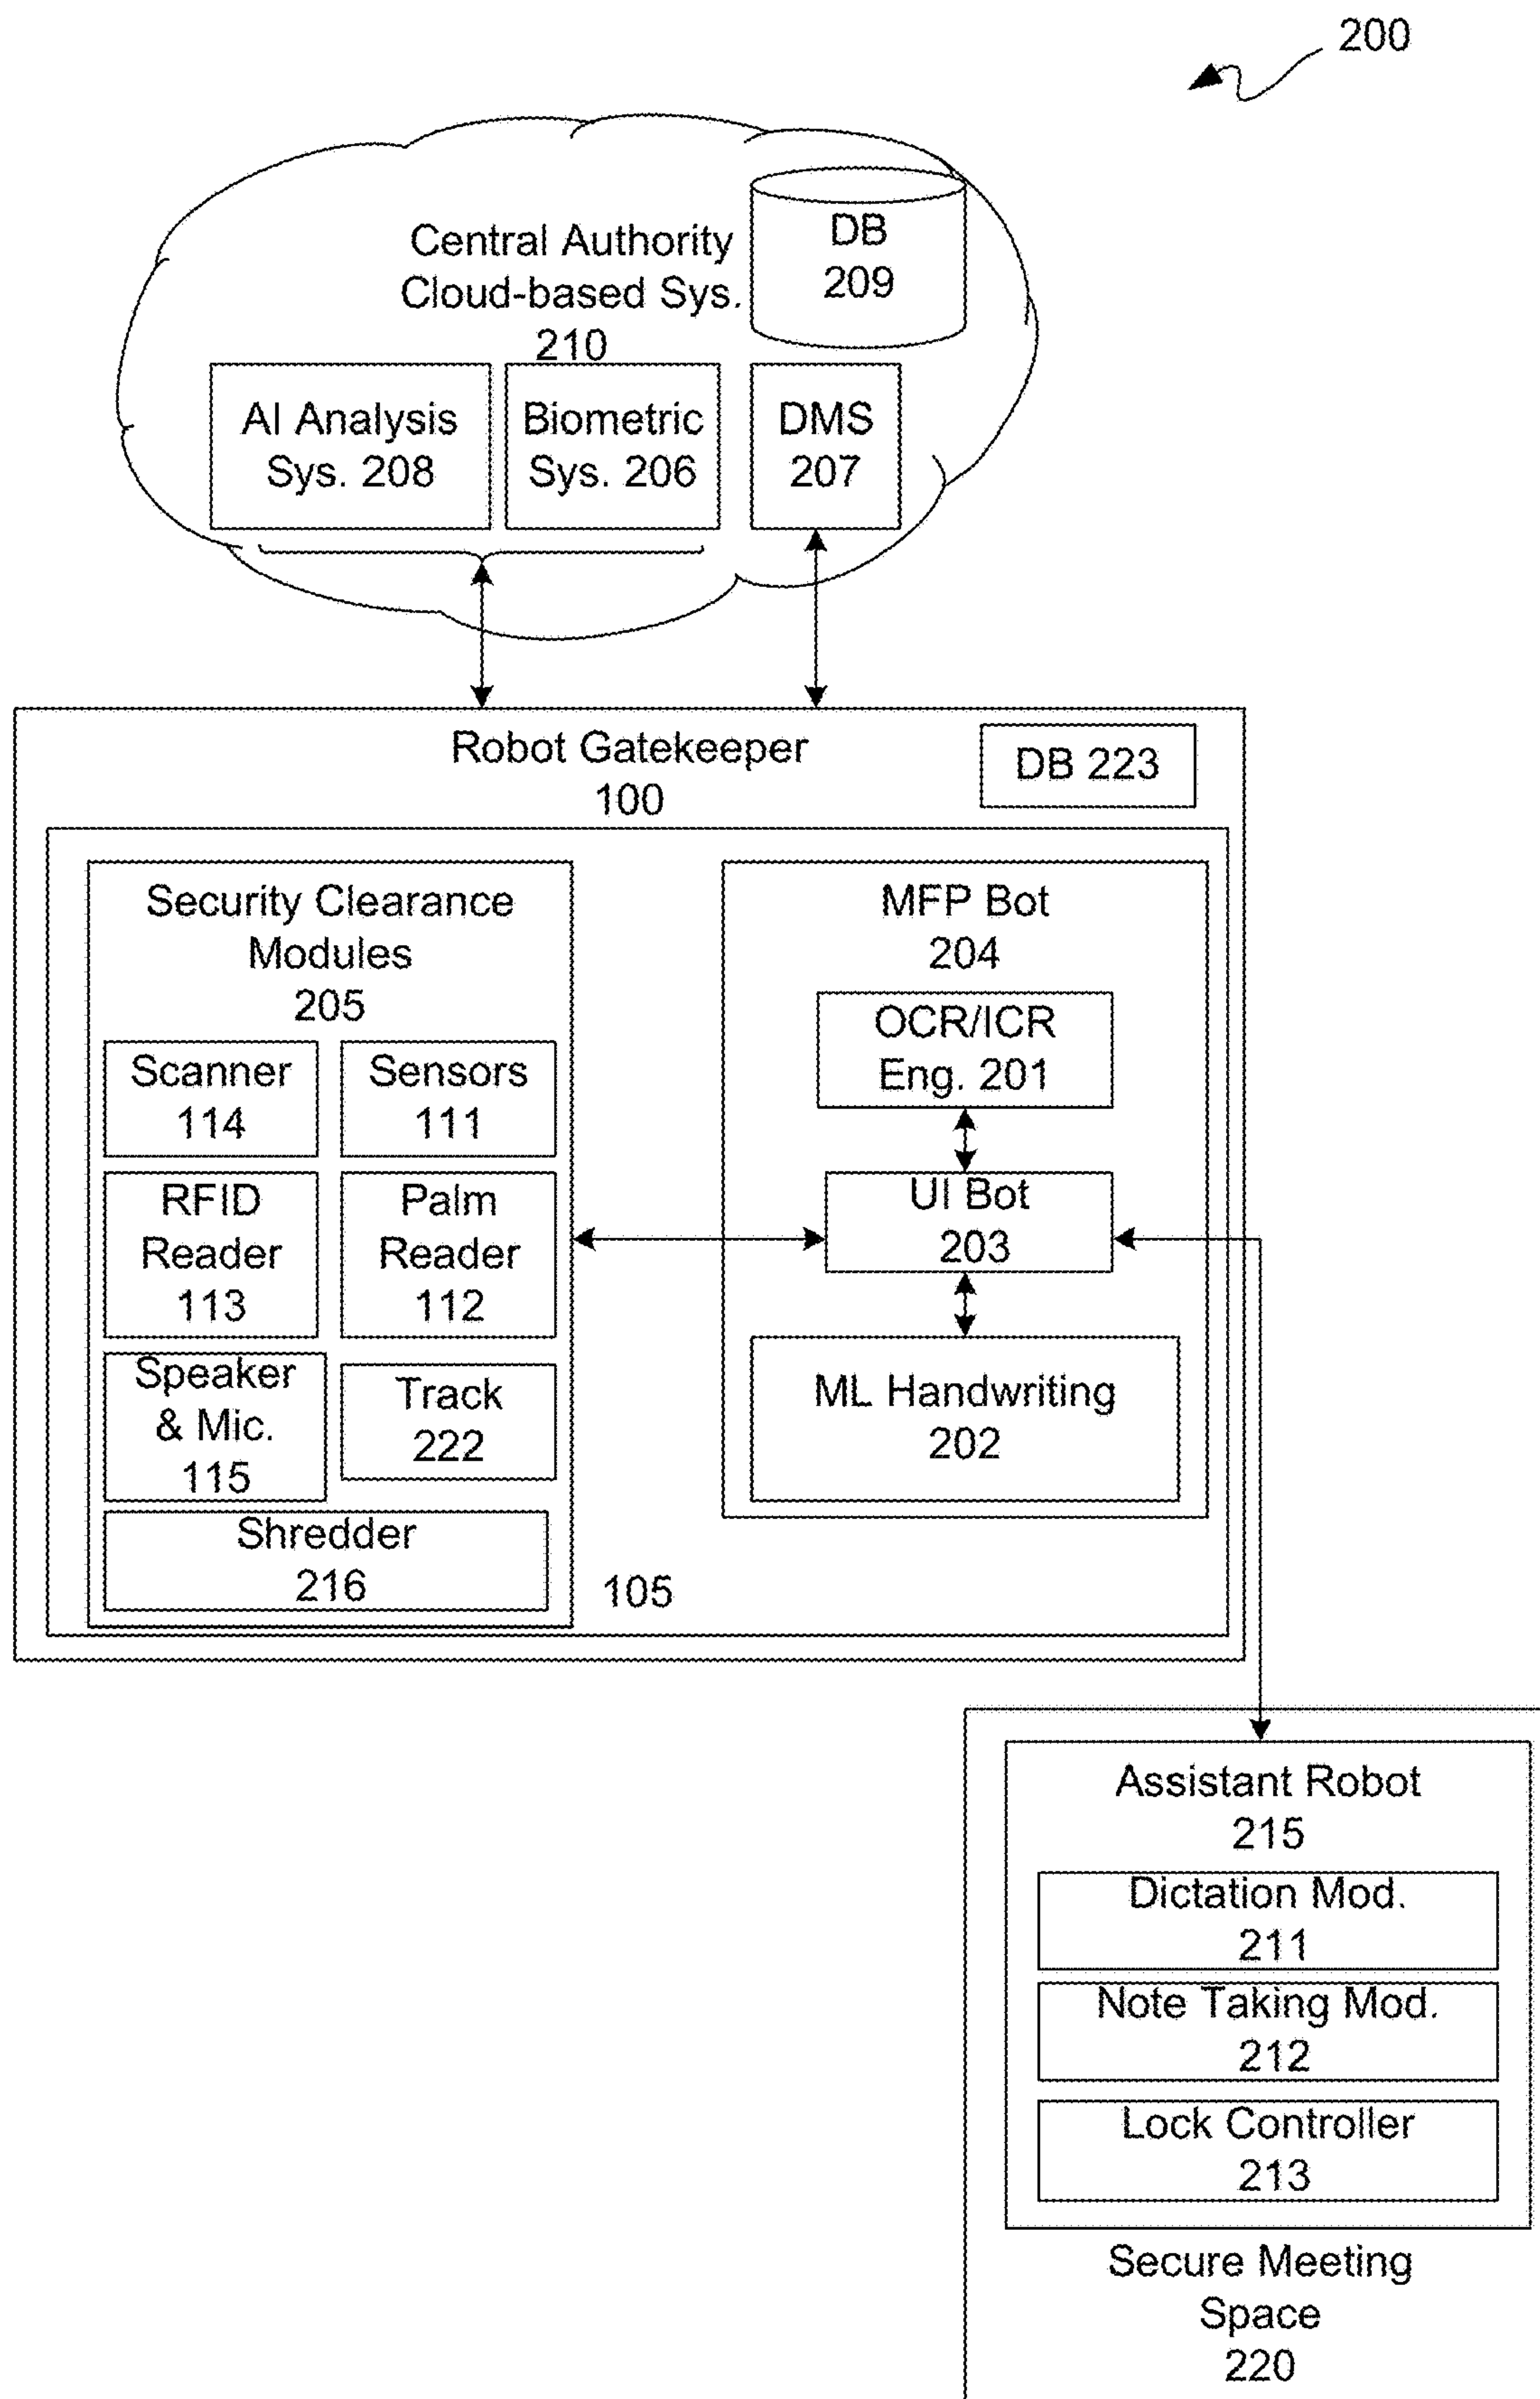 200
Central Authority
Cloud-based Sys.
210
DB
209
AI Analysis
Sys. 208
Biometric
Sys. 206
DMS
207
Robot Gatekeeper
100
DB 223
Security Clearance
Modules
205
Scanner
114
Sensors
111
RFID
Reader
113
Palm
Reader
112
Speaker
& Mic.
115
Track
222
Shredder
216
105
MFP Bot
204
OCR/ICR
Eng. 201
UI Bot
203
ML Handwriting
202
Assistant Robot
215
Dictation Mod.
211
Note Taking Mod.
212
Lock Controller
213
Secure Meeting
Space
220